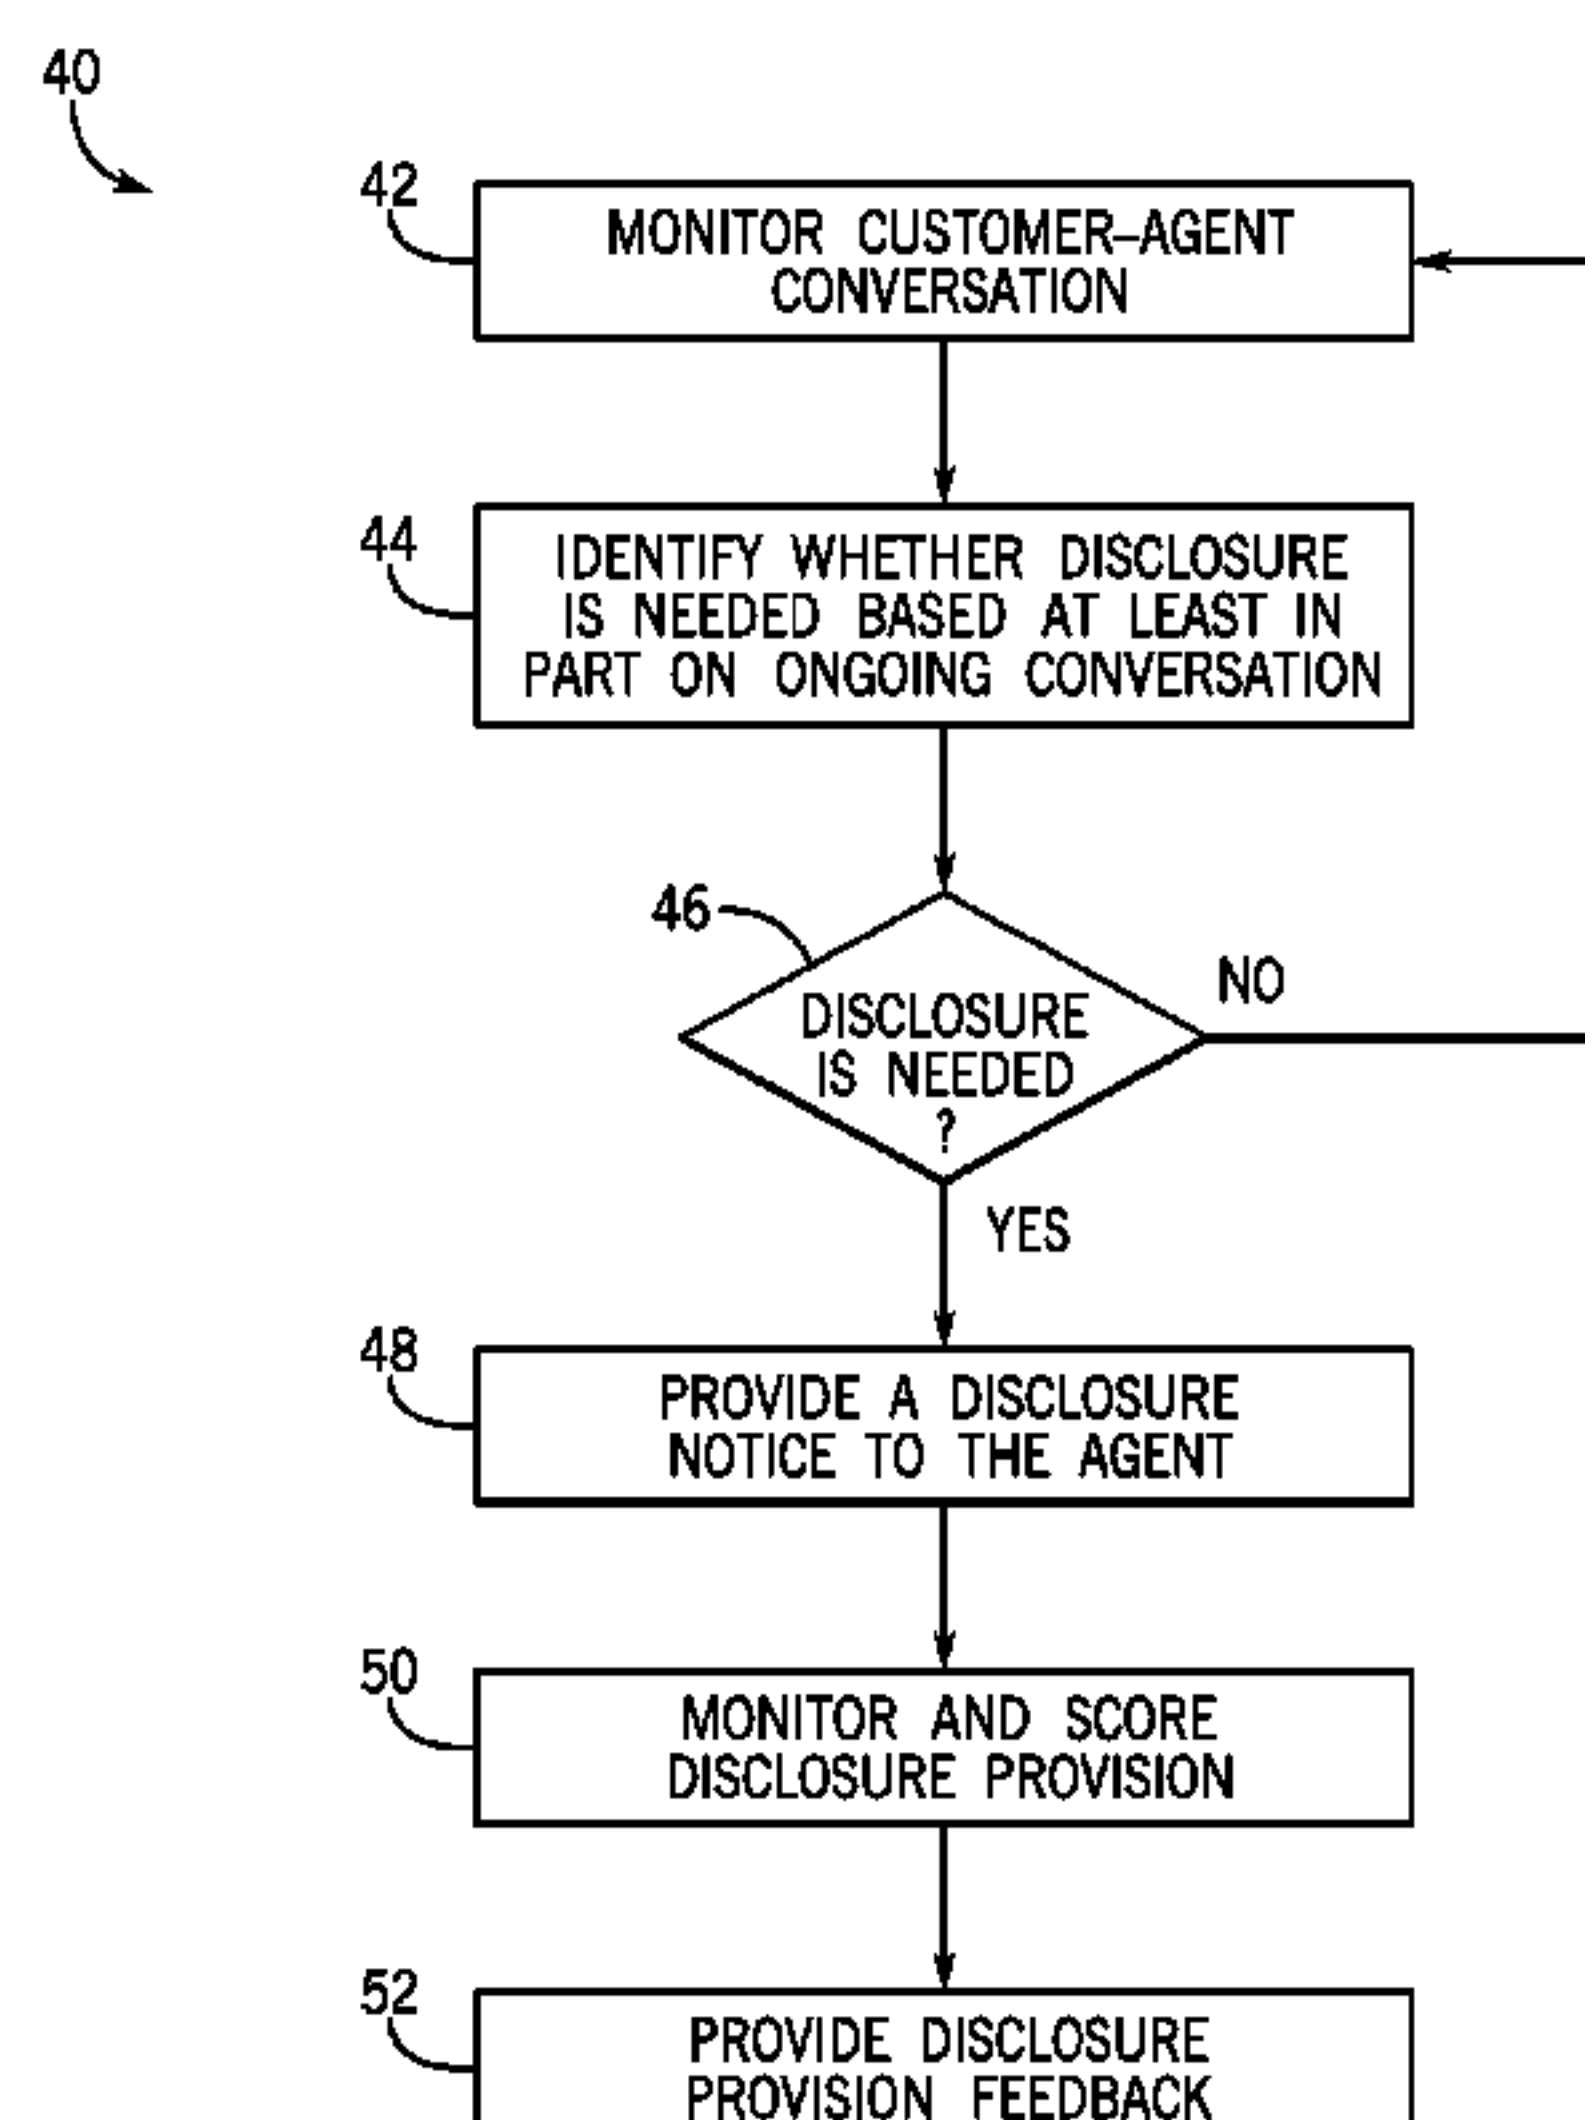 40
42
MONITOR CUSTOMER–AGENT
CONVERSATION
44
IDENTIFY WHETHER DISCLOSURE
IS NEEDED BASED AT LEAST IN
PART ON ONGOING CONVERSATION
46
DISCLOSURE
IS NEEDED
?
NO
YES
48
PROVIDE A DISCLOSURE
NOTICE TO THE AGENT
50
MONITOR AND SCORE
DISCLOSURE PROVISION
52
PROVIDE DISCLOSURE
PROVISION FEEDBACK